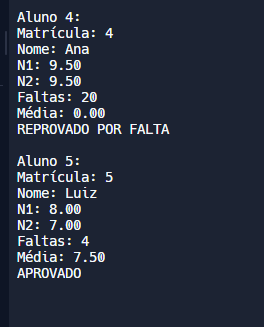 Aluno 4:
Matrícula: 4
Nome: Ana
N1: 9.50
N2: 9.50
Faltas: 20
Média: 0.00
REPROVADO POR FALTA
Aluno 5:
Matrícula: 5
Nome: Luiz
N1: 8.00
N2: 7.00
Faltas: 4
Média: 7.50
APROVADO